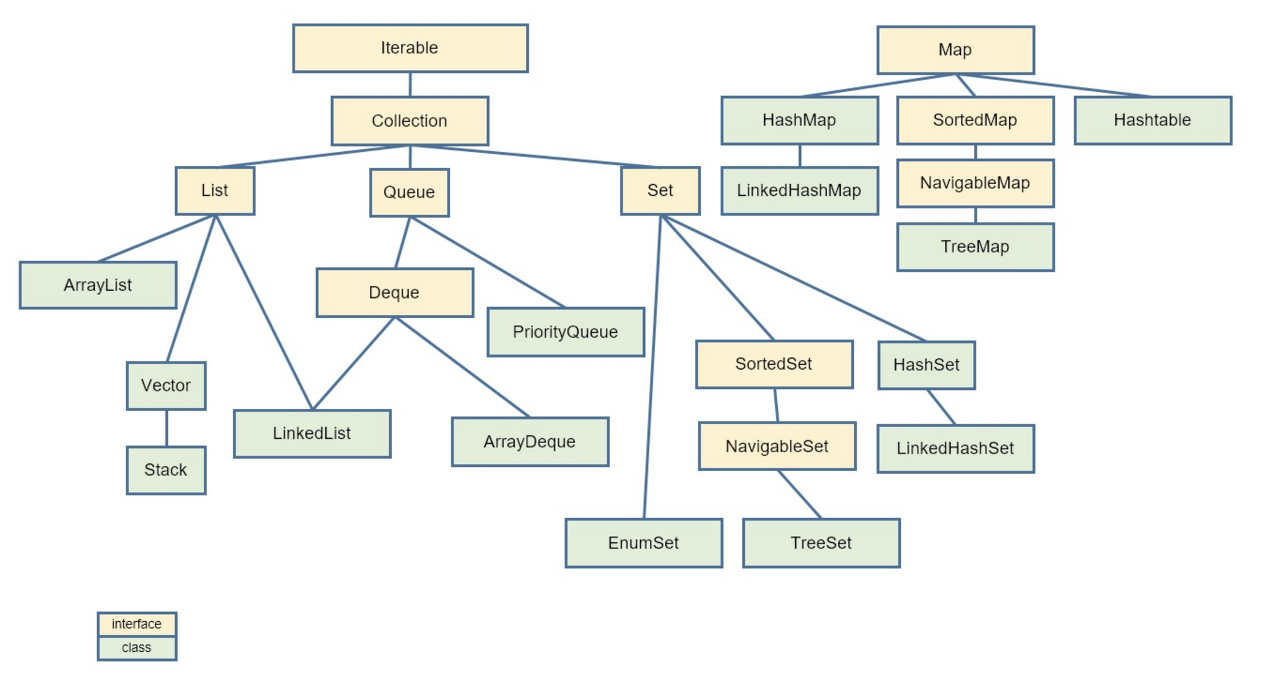 Iterable
Map
Collection
HashMap
SortedMap
Hashtable
List
Queue
Set
LinkedHashMap
NavigableMap
TreeMap
ArrayList
Deque
PriorityQueue
SortedSet
HashSet
Vector
LinkedList
ArrayDeque
NavigableSet
LinkedHashSet
Stack
EnumSet
TreeSet
interface
class